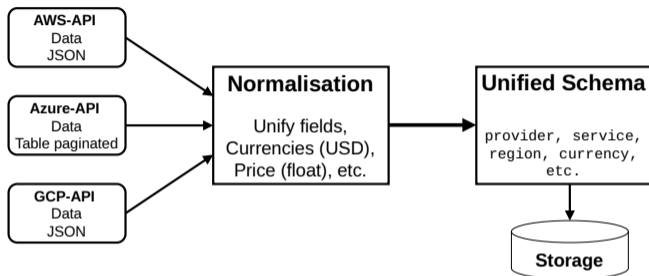 AWS-API
Data
JSON
Azure-API
Data
Table paginated
GCP-API
Data
JSON
Normalisation
Unify fields,
Currencies (USD),
Price (float), etc.
Unified Schema
provider, service,
region, currency,
etc.
Storage